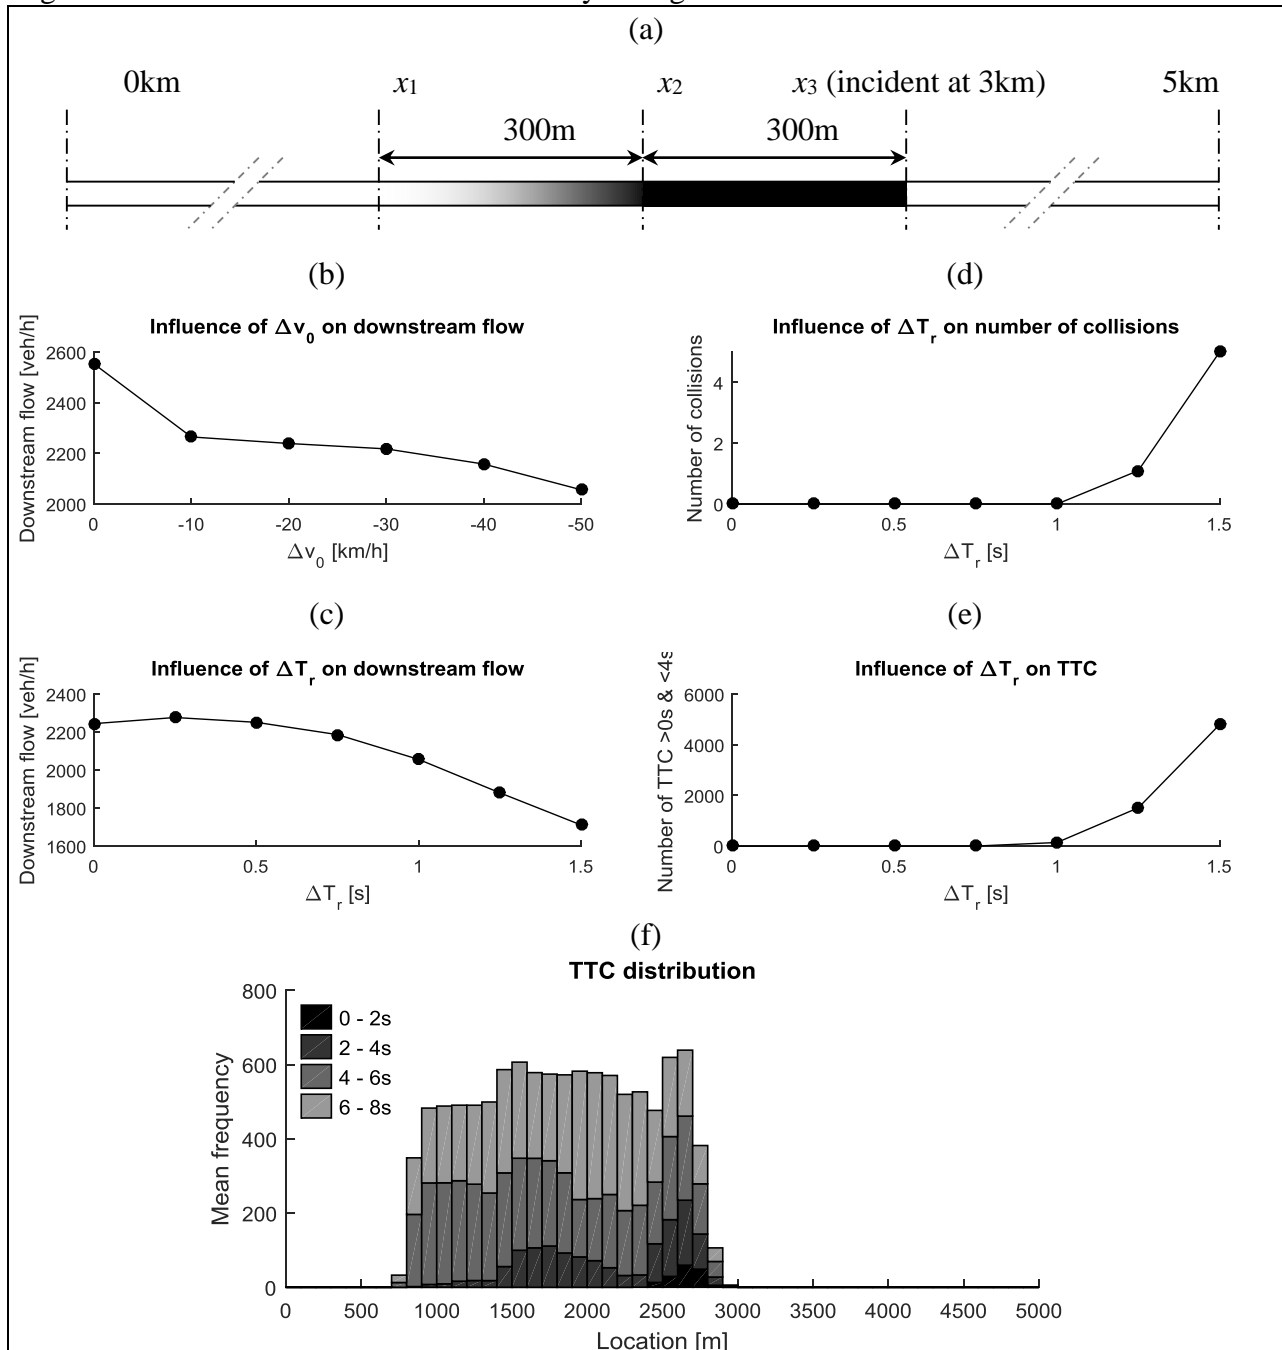 (a)
0km x1 x2 x3 (incident at 3km) 5km
300m 300m
(b)
Influence of Δv0 on downstream flow
Downstream flow [veh/h]
2600
2400
2200
2000
0 -10 -20 -30 -40 -50
Δv0 [km/h]
(d)
Influence of ΔTr on number of collisions
Number of collisions
4
2
0
0 0.5 1 1.5
ΔTr [s]
(c)
Influence of ΔTr on downstream flow
Downstream flow [veh/h]
2400
2200
2000
1800
1600
0 0.5 1 1.5
ΔTr [s]
(e)
Influence of ΔTr on TTC
Number of TTC >0s & <4s
6000
4000
2000
0
0 0.5 1 1.5
ΔTr [s]
(f)
TTC distribution
Mean frequency
800
600
400
200
0
0 - 2s
2 - 4s
4 - 6s
6 - 8s
0 500 1000 1500 2000 2500 3000 3500 4000 4500 5000
Location [m]